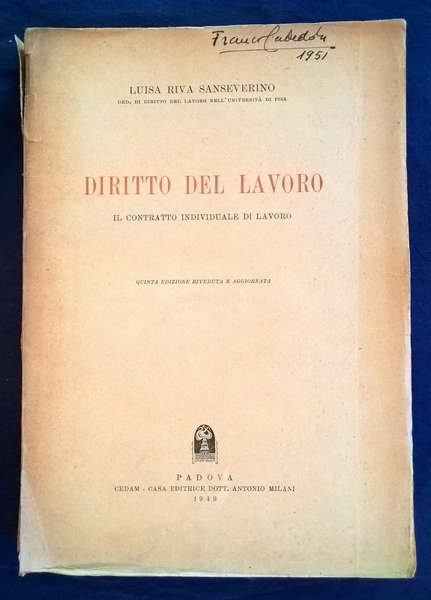 1951
LUISA RIVA SANSEVERINO
ORD. DI DIRITTO DEL LAVORO NELL'UNIVERSITÀ DI PISA
DIRITTO DEL LAVORO
IL CONTRATTO INDIVIDUALE DI LAVORO
QUINTA EDIZIONE RIVEDUTA E AGGIORNATA
PADOVA
CEDAM - CASA EDITRICE DOTT. ANTONIO MILANI
1949